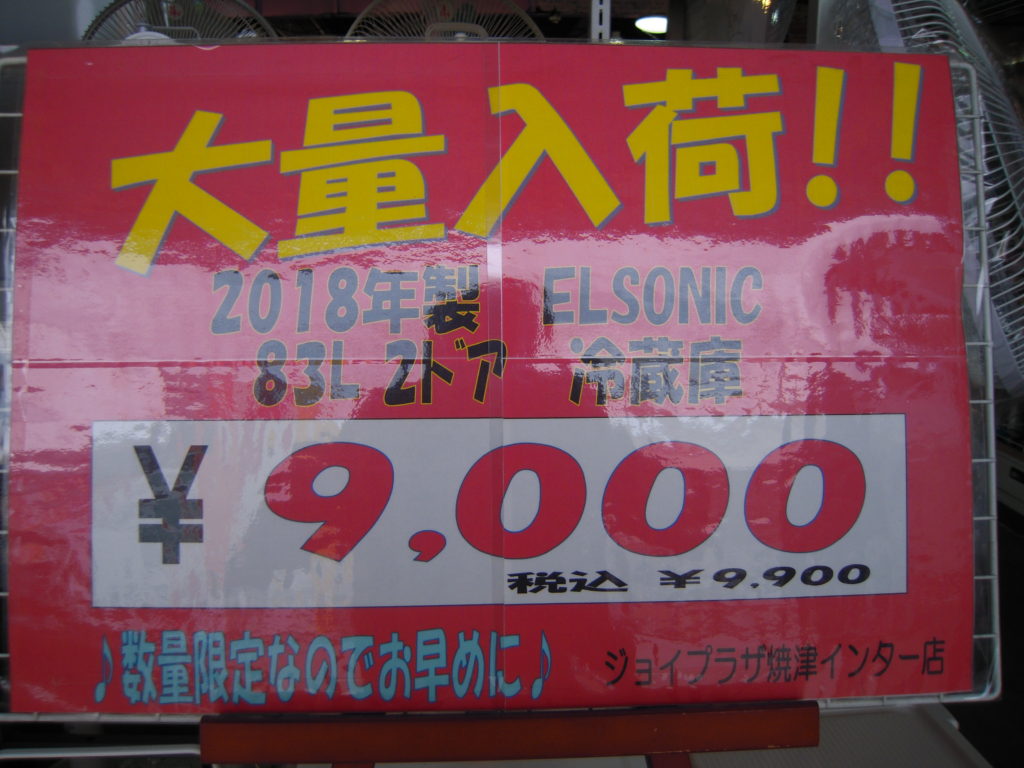 大量入荷!!
2018年製 ELSONIC
83L 2ドア 冷蔵庫
¥9,000
税込 ¥9,900
♪数量限定なのでお早めに♪
ジョイプラザ焼津インター店